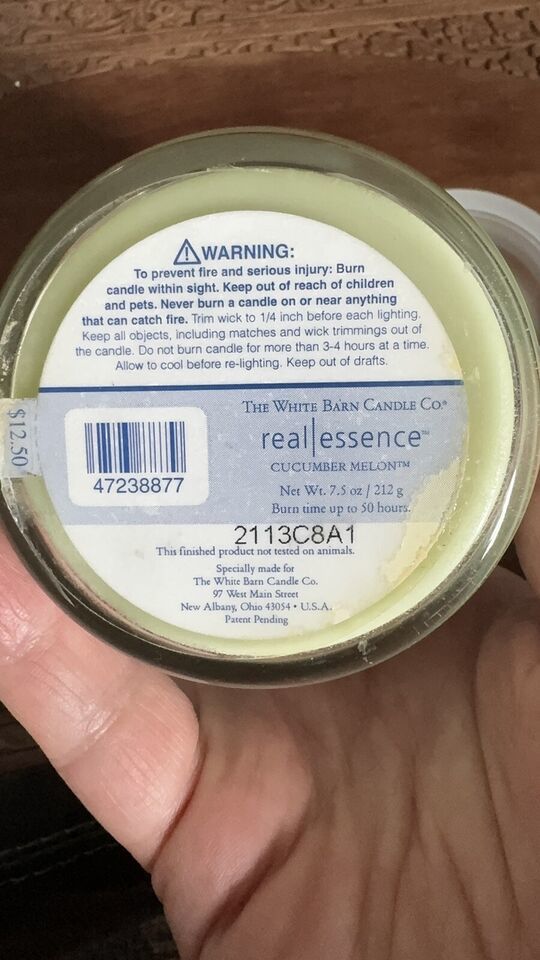 ⚠WARNING:
To prevent fire and serious injury: Burn
candle within sight. Keep out of reach of children
and pets. Never burn a candle on or near anything
that can catch fire. Trim wick to 1/4 inch before each lighting.
Keep all objects, including matches and wick trimmings out of
the candle. Do not burn candle for more than 3-4 hours at a time.
Allow to cool before re-lighting. Keep out of drafts.
$12.50
47238877
THE WHITE BARN CANDLE CO.®
real|essence™
CUCUMBER MELON™
Net Wt. 7.5 oz / 212 g
Burn time up to 50 hours.
2113C8A1
This finished product not tested on animals.
Specially made for
The White Barn Candle Co.
97 West Main Street
New Albany, Ohio 43054 • U.S.A.
Patent Pending